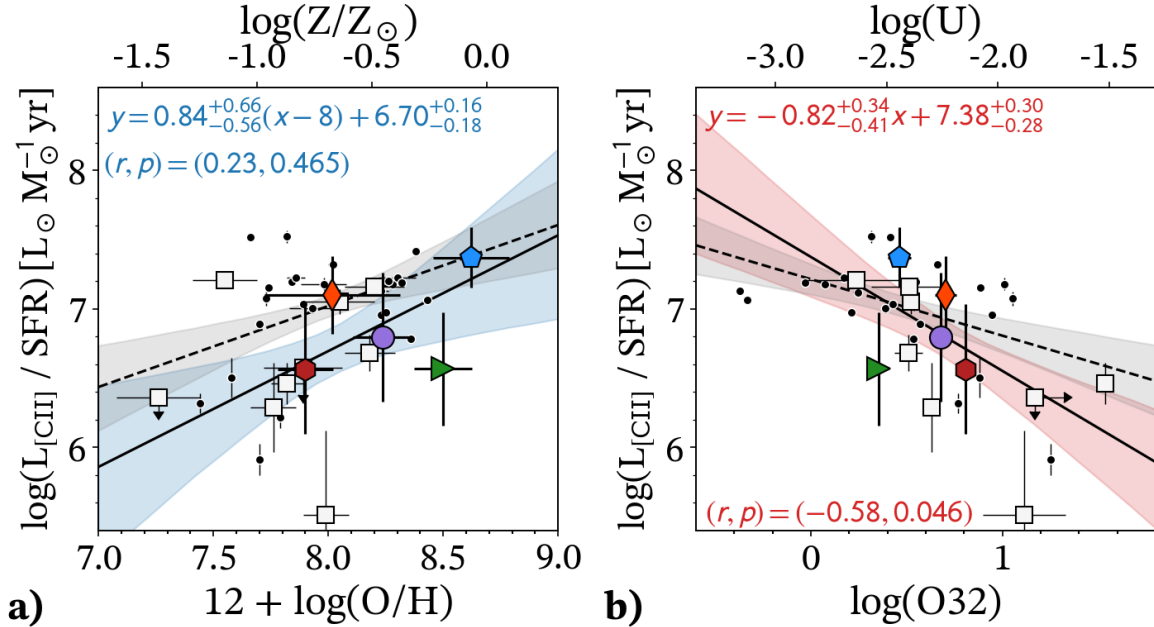 log(Z/Z⊙)
-1.5 -1.0 -0.5 0.0
log(L[CII] / SFR) [L⊙ M⊙⁻¹ yr]
8
7
6
y = 0.84^{+0.66}_{-0.56}(x − 8) + 6.70^{+0.16}_{-0.18}
(r, p) = (0.23, 0.465)
7.0 7.5 8.0 8.5 9.0
12 + log(O/H)
a)
log(U)
-3.0 -2.5 -2.0 -1.5
log(L[CII] / SFR) [L⊙ M⊙⁻¹ yr]
8
7
6
y = −0.82^{+0.34}_{-0.41}x + 7.38^{+0.30}_{-0.28}
(r, p) = (−0.58, 0.046)
0 1
log(O32)
b)